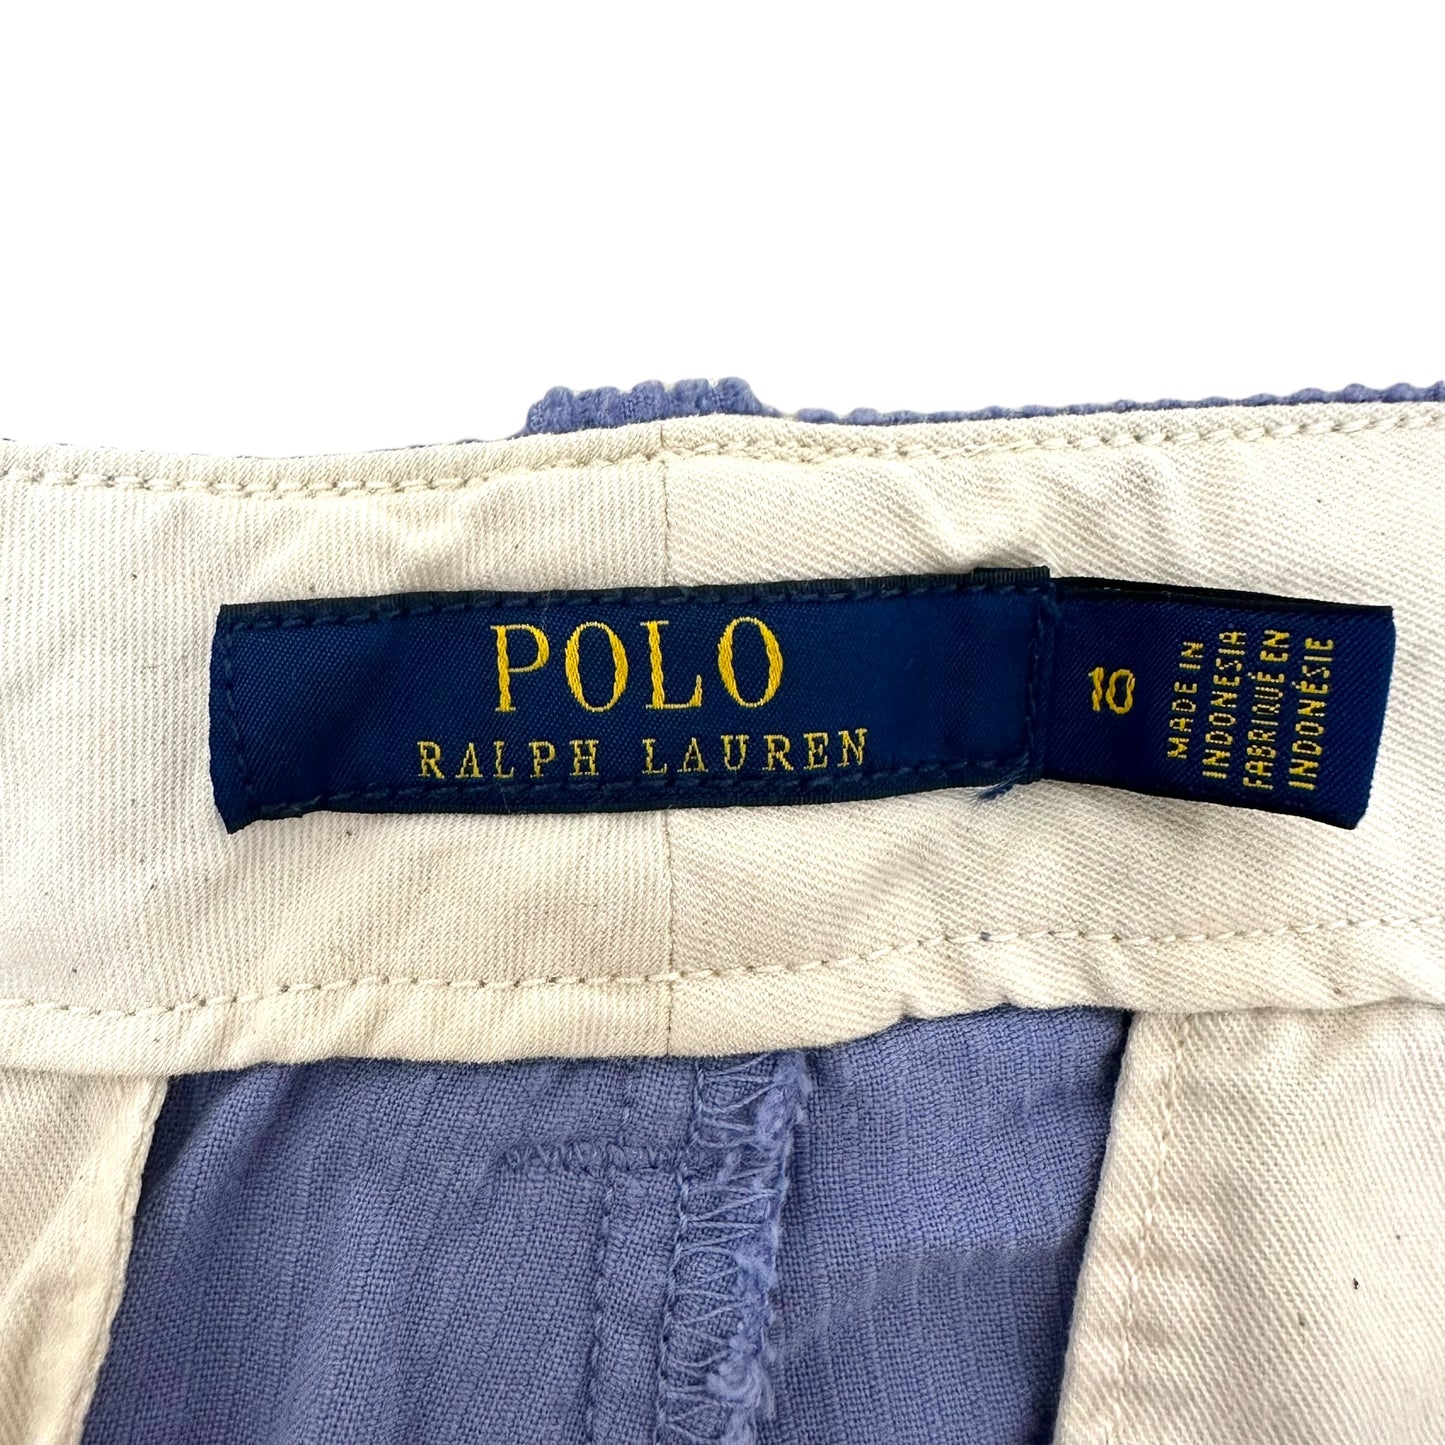 POLO
RALPH LAUREN
10
MADE IN
INDONESIA
FABRIQUÉ EN
INDONÉSIE